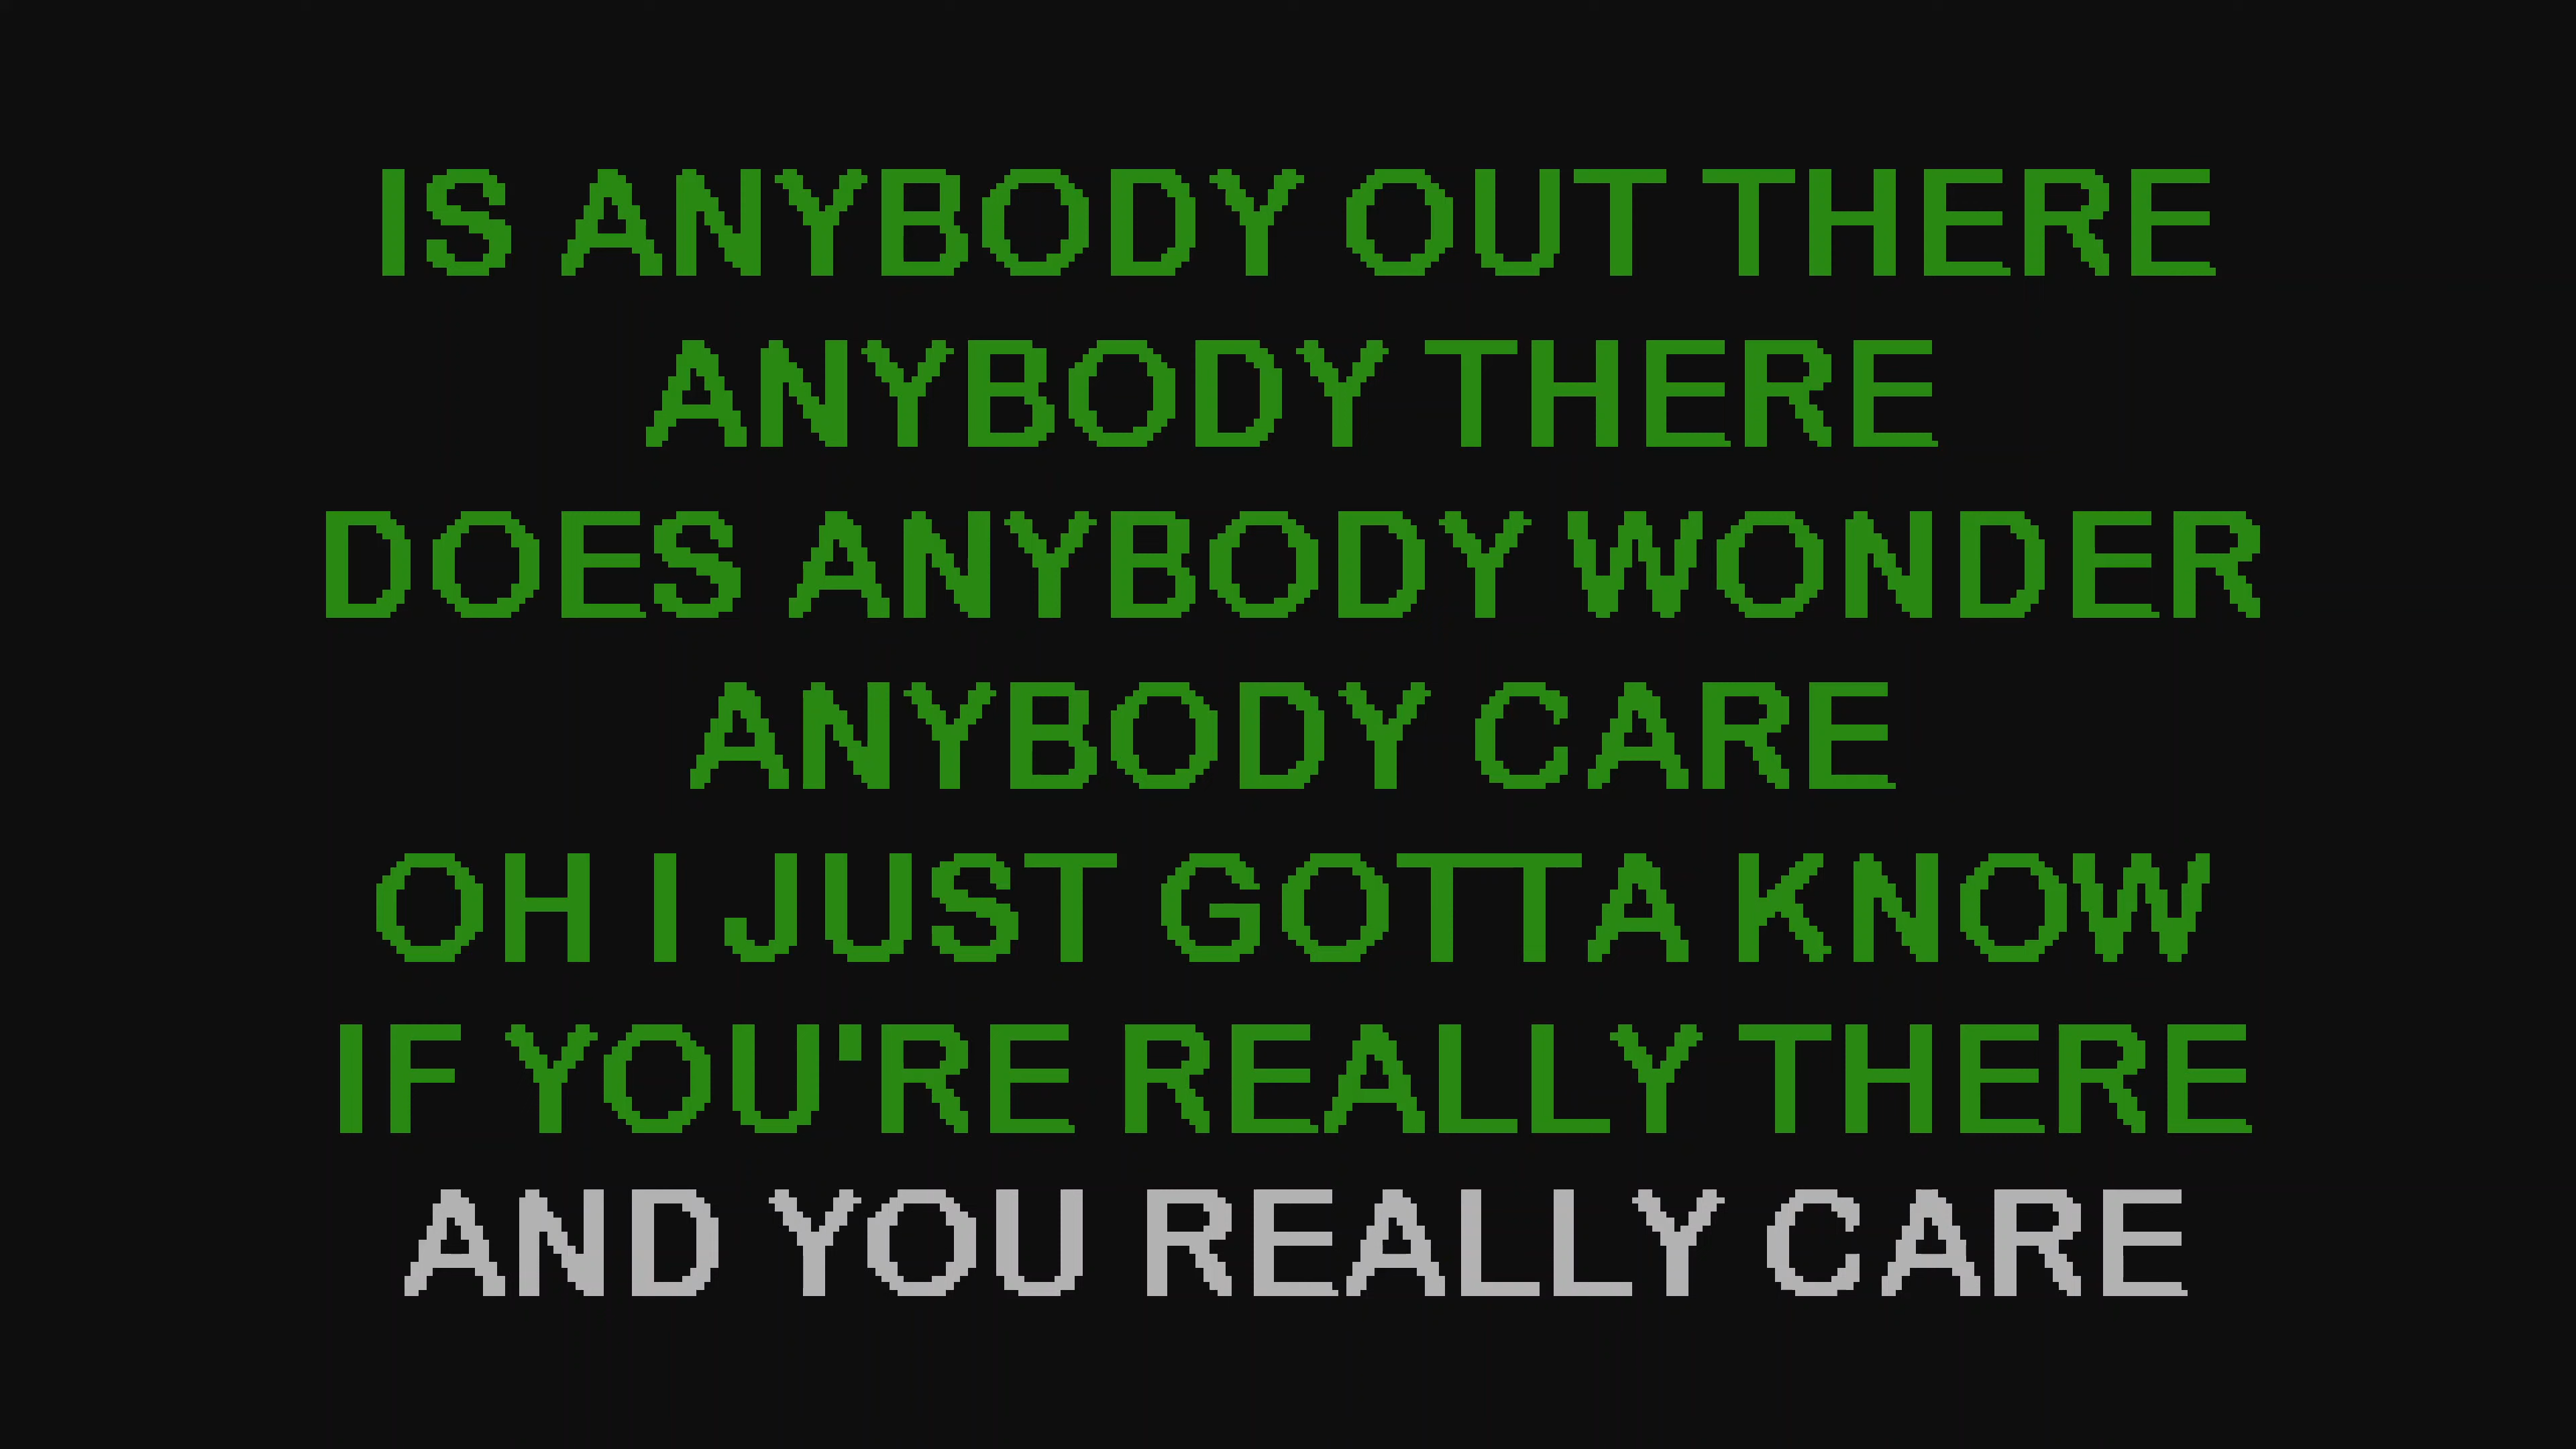 IS ANYBODY OUT THERE
ANYBODY THERE
DOES ANYBODY WONDER
ANYBODY CARE
OH I JUST GOTTA KNOW
IF YOU'RE REALLY THERE
AND YOU REALLY CARE